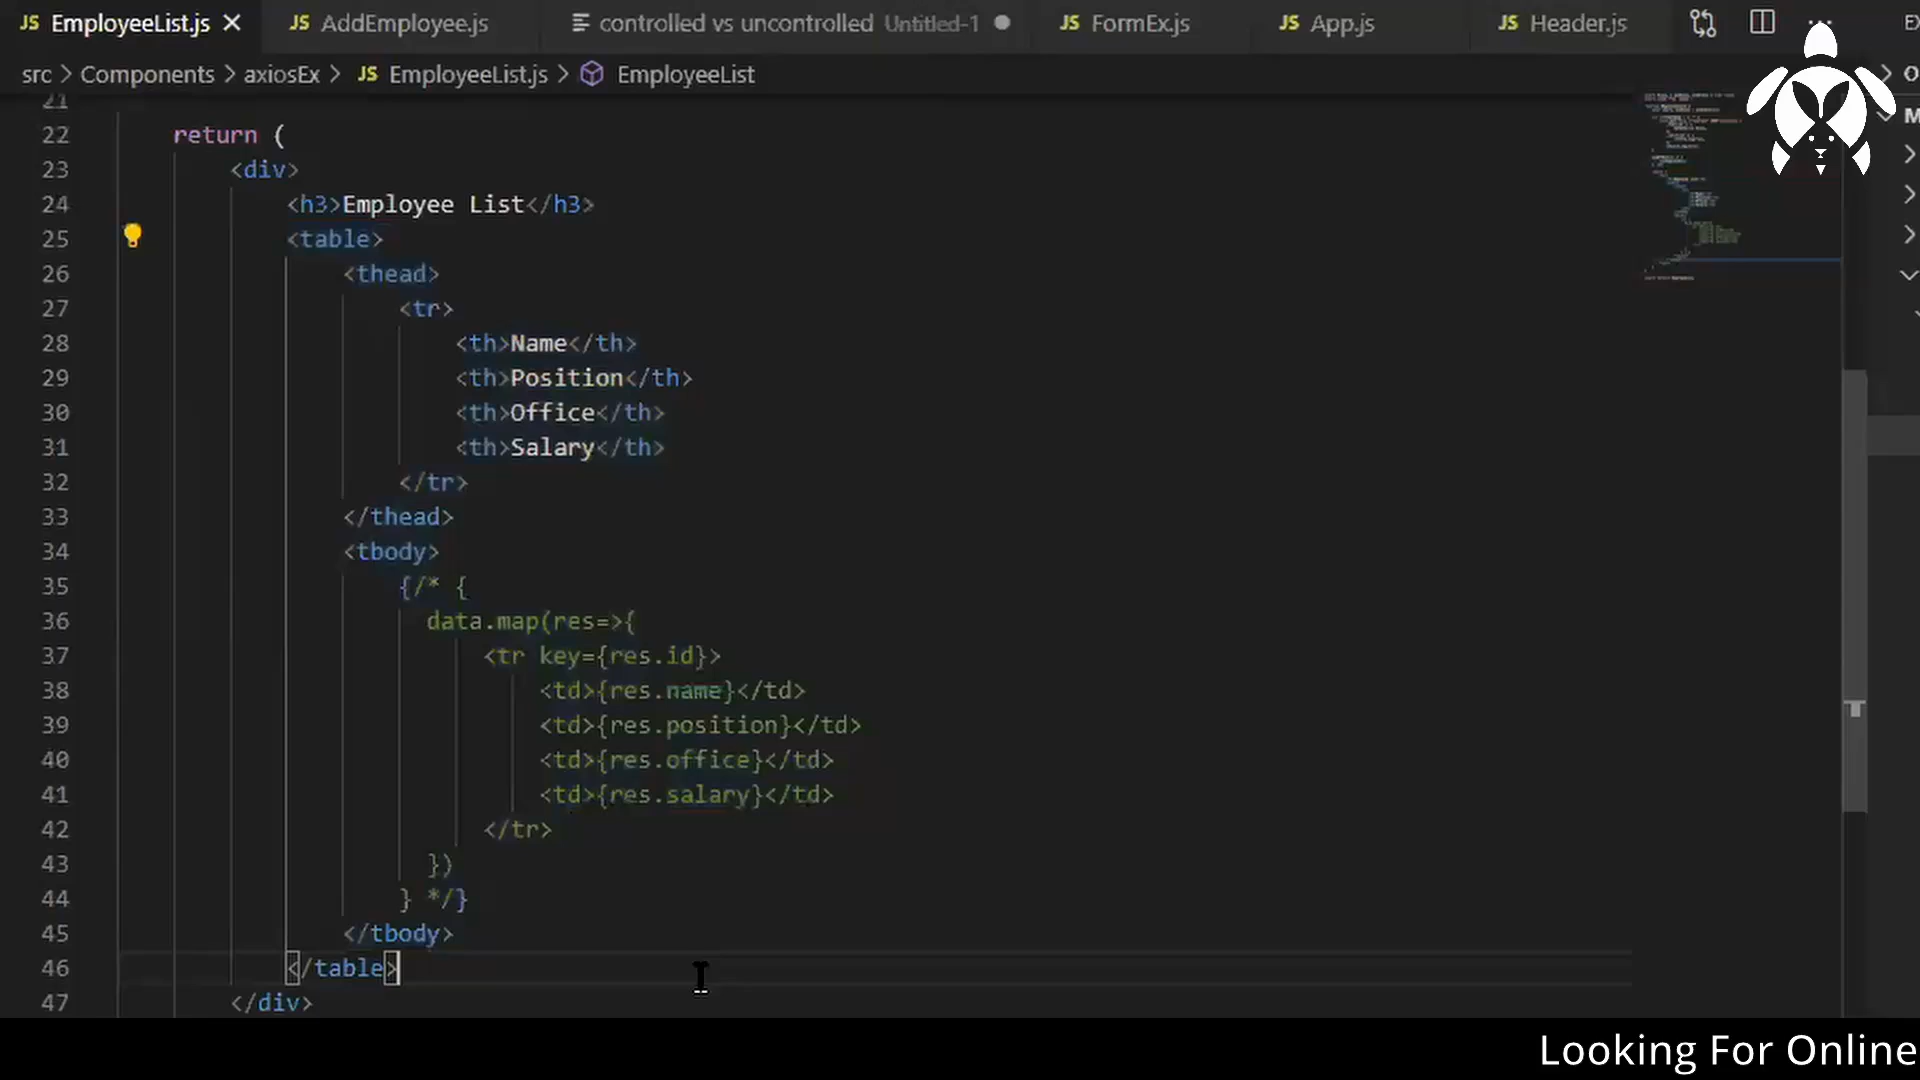 JS EmployeeList.js JS AddEmployee.js controlled vs uncontrolled Untitled-1 JS FormEx.js JS App.js JS Header.js
src > Components > axiosEx > JS EmployeeList.js > EmployeeList
21
22 return (
23 <div>
24 <h3>Employee List</h3>
25 <table>
26 <thead>
27 <tr>
28 <th>Name</th>
29 <th>Position</th>
30 <th>Office</th>
31 <th>Salary</th>
32 </tr>
33 </thead>
34 <tbody>
35 {/* {
36 data.map(res=>{
37 <tr key={res.id}>
38 <td>{res.name}</td>
39 <td>{res.position}</td>
40 <td>{res.office}</td>
41 <td>{res.salary}</td>
42 </tr>
43 })
44 } */}
45 </tbody>
46 </table>
47 </div>
Looking For Online